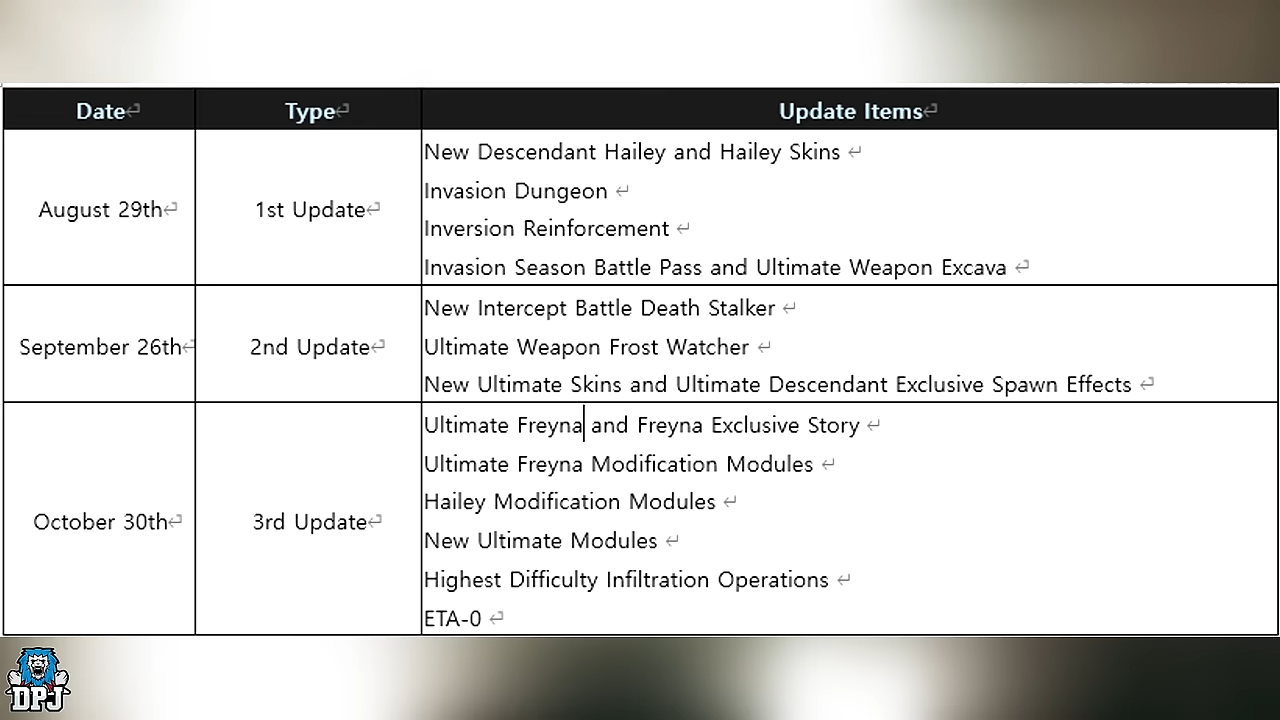 Date Type Update Items
August 29th 1st Update
New Descendant Hailey and Hailey Skins
Invasion Dungeon
Inversion Reinforcement
Invasion Season Battle Pass and Ultimate Weapon Excava
September 26th 2nd Update
New Intercept Battle Death Stalker
Ultimate Weapon Frost Watcher
New Ultimate Skins and Ultimate Descendant Exclusive Spawn Effects
October 30th 3rd Update
Ultimate Freyna and Freyna Exclusive Story
Ultimate Freyna Modification Modules
Hailey Modification Modules
New Ultimate Modules
Highest Difficulty Infiltration Operations
ETA-0
DPJ